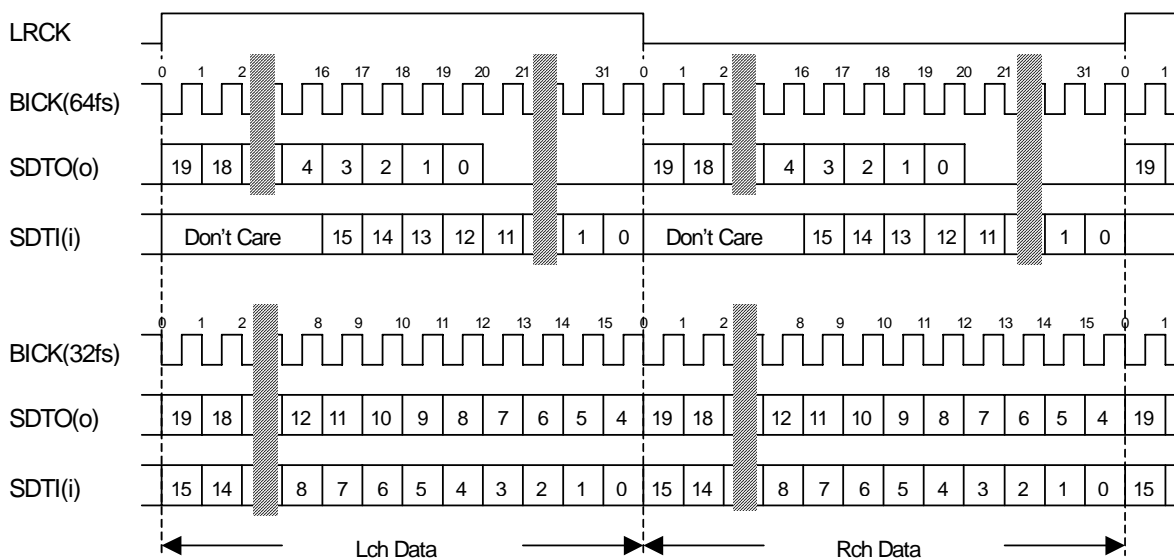 LRCK
0 1 2 16 17 18 19 20 21 31 0 1 2 16 17 18 19 20 21 31 0 1
BICK(64fs)
SDTO(o) 19 18 4 3 2 1 0 19 18 4 3 2 1 0 19
SDTI(i) Don't Care 15 14 13 12 11 1 0 Don't Care 15 14 13 12 11 1 0
0 1 2 8 9 10 11 12 13 14 15 0 1 2 8 9 10 11 12 13 14 15 0 1
BICK(32fs)
SDTO(o) 19 18 12 11 10 9 8 7 6 5 4 19 18 12 11 10 9 8 7 6 5 4 19
SDTI(i) 15 14 8 7 6 5 4 3 2 1 0 15 14 8 7 6 5 4 3 2 1 0 15
Lch Data Rch Data